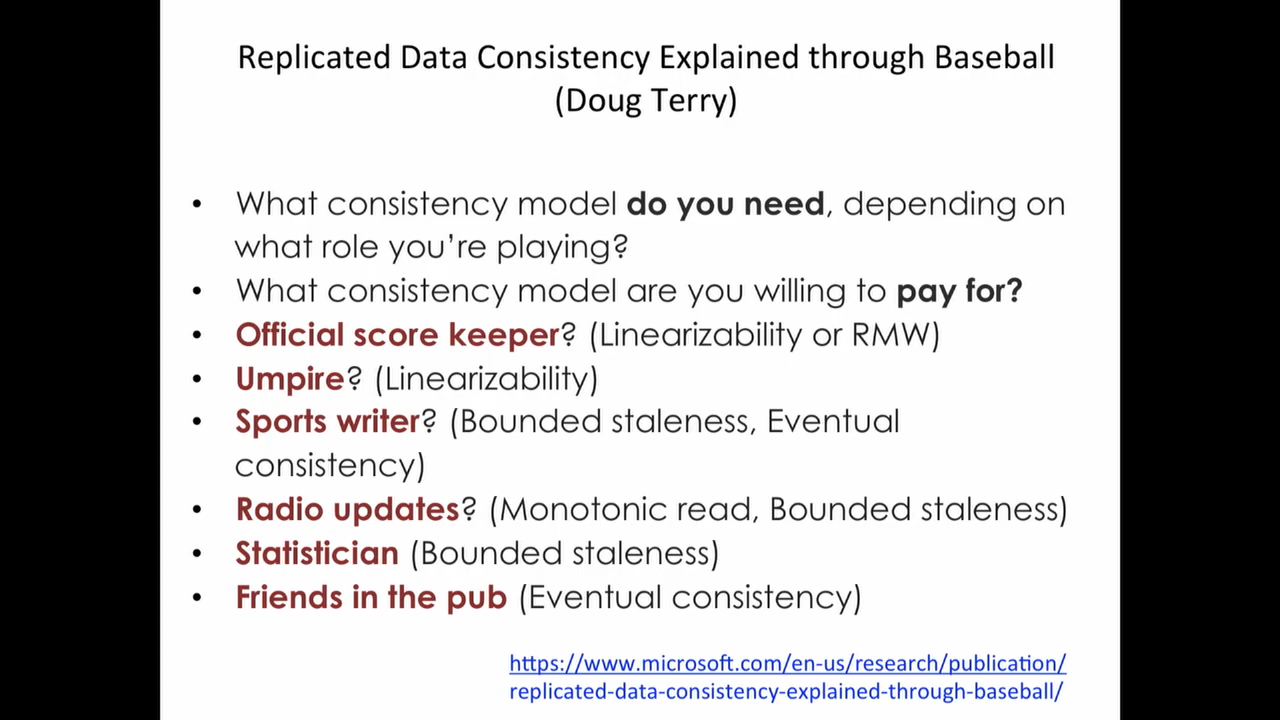 Replicated Data Consistency Explained through Baseball
(Doug Terry)
• What consistency model do you need, depending on
what role you’re playing?
• What consistency model are you willing to pay for?
• Official score keeper? (Linearizability or RMW)
• Umpire? (Linearizability)
• Sports writer? (Bounded staleness, Eventual
consistency)
• Radio updates? (Monotonic read, Bounded staleness)
• Statistician (Bounded staleness)
• Friends in the pub (Eventual consistency)
https://www.microsoft.com/en-us/research/publication/
replicated-data-consistency-explained-through-baseball/